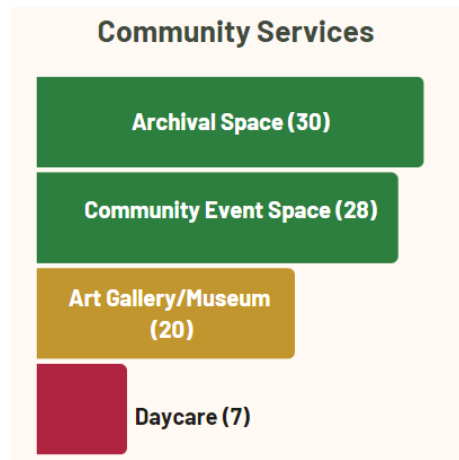 Community Services
Archival Space (30)
Community Event Space (28)
Art Gallery/Museum
(20)
Daycare (7)